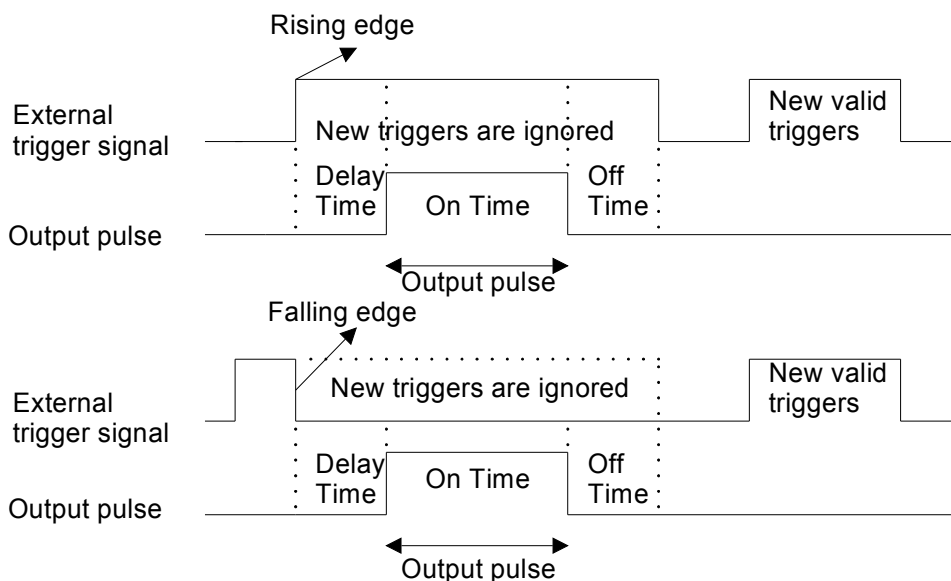 Rising edge
External
trigger signal
New triggers are ignored
New valid
triggers
Delay
Time
On Time
Off
Time
Output pulse
Output pulse
Falling edge
External
trigger signal
New triggers are ignored
New valid
triggers
Delay
Time
On Time
Off
Time
Output pulse
Output pulse